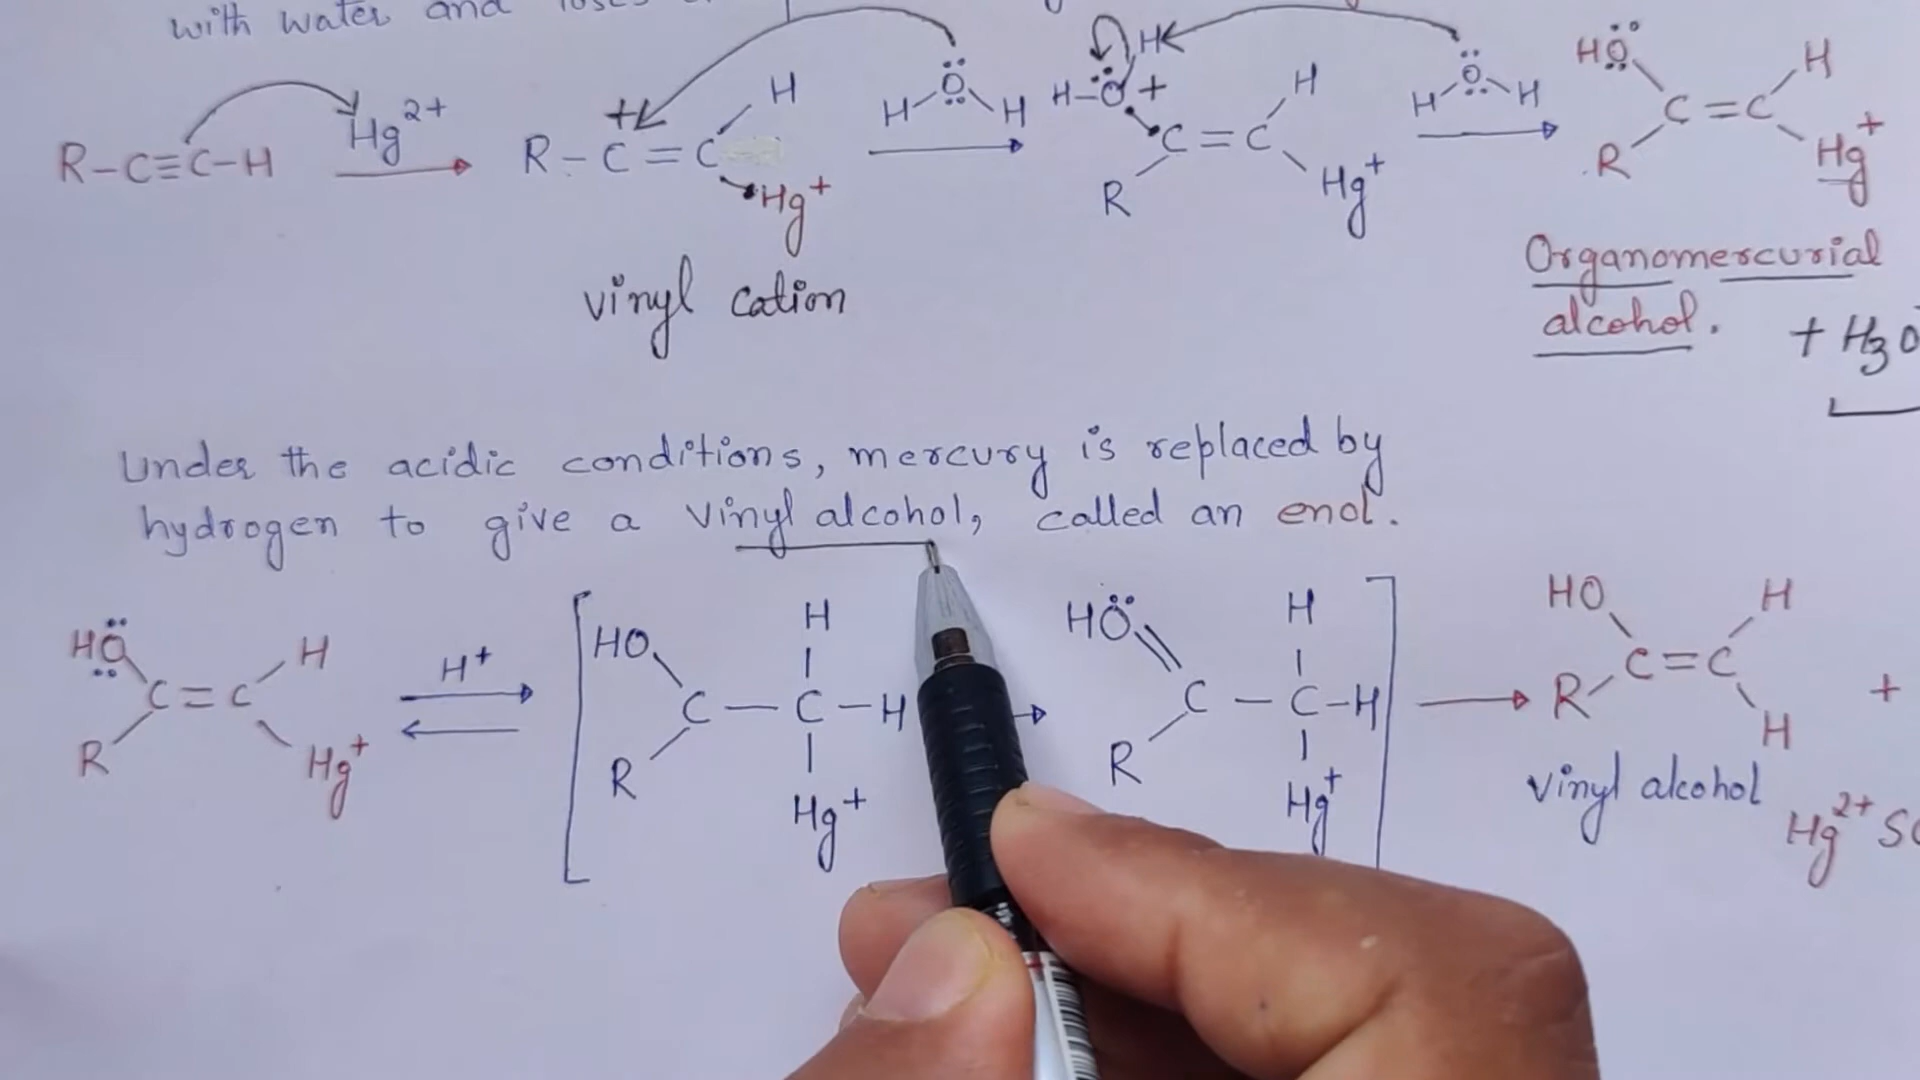 with water and
R-C≡C-H Hg2+ R-C+=C H Hg+ H-Ö-H H-Ö+ H R C=C H Hg+ H-Ö-H HÖ R C=C H Hg+
vinyl cation
Organomercurial
alcohol. + H3O
Under the acidic conditions, mercury is replaced by
hydrogen to give a vinyl alcohol, called an enol.
HÖ R C=C H Hg+ H+ [ HO R C-C-H H Hg+ HÖ R C-C-H H Hg+ ] HO R C=C H H +
vinyl alcohol
Hg2+